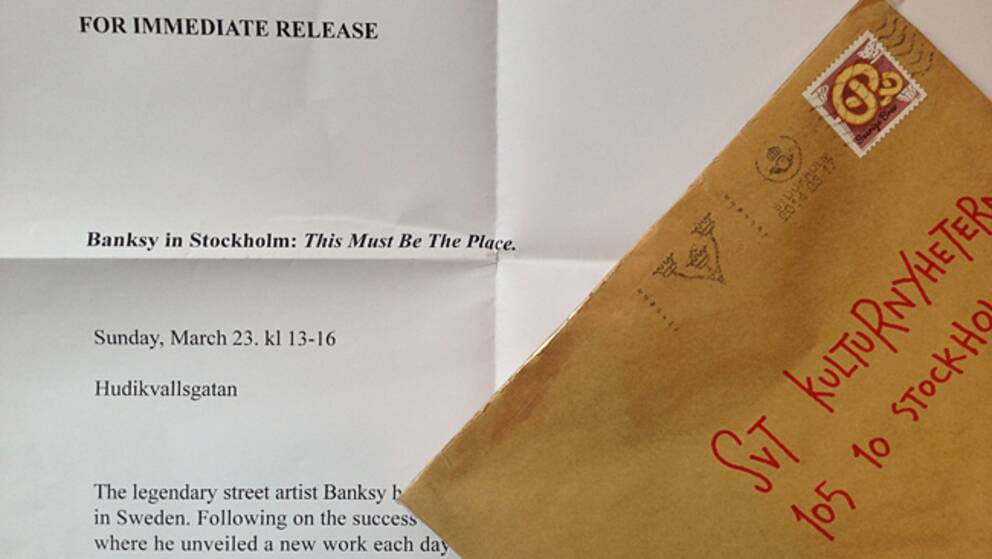 FOR IMMEDIATE RELEASE
Banksy in Stockholm: This Must Be The Place.
Sunday, March 23. kl 13-16
Hudikvallsgatan
The legendary street artist Banksy
in Sweden. Following on the success
where he unveiled a new work each day
SVT KULTURNYHETERN
105 10 STOCKHO